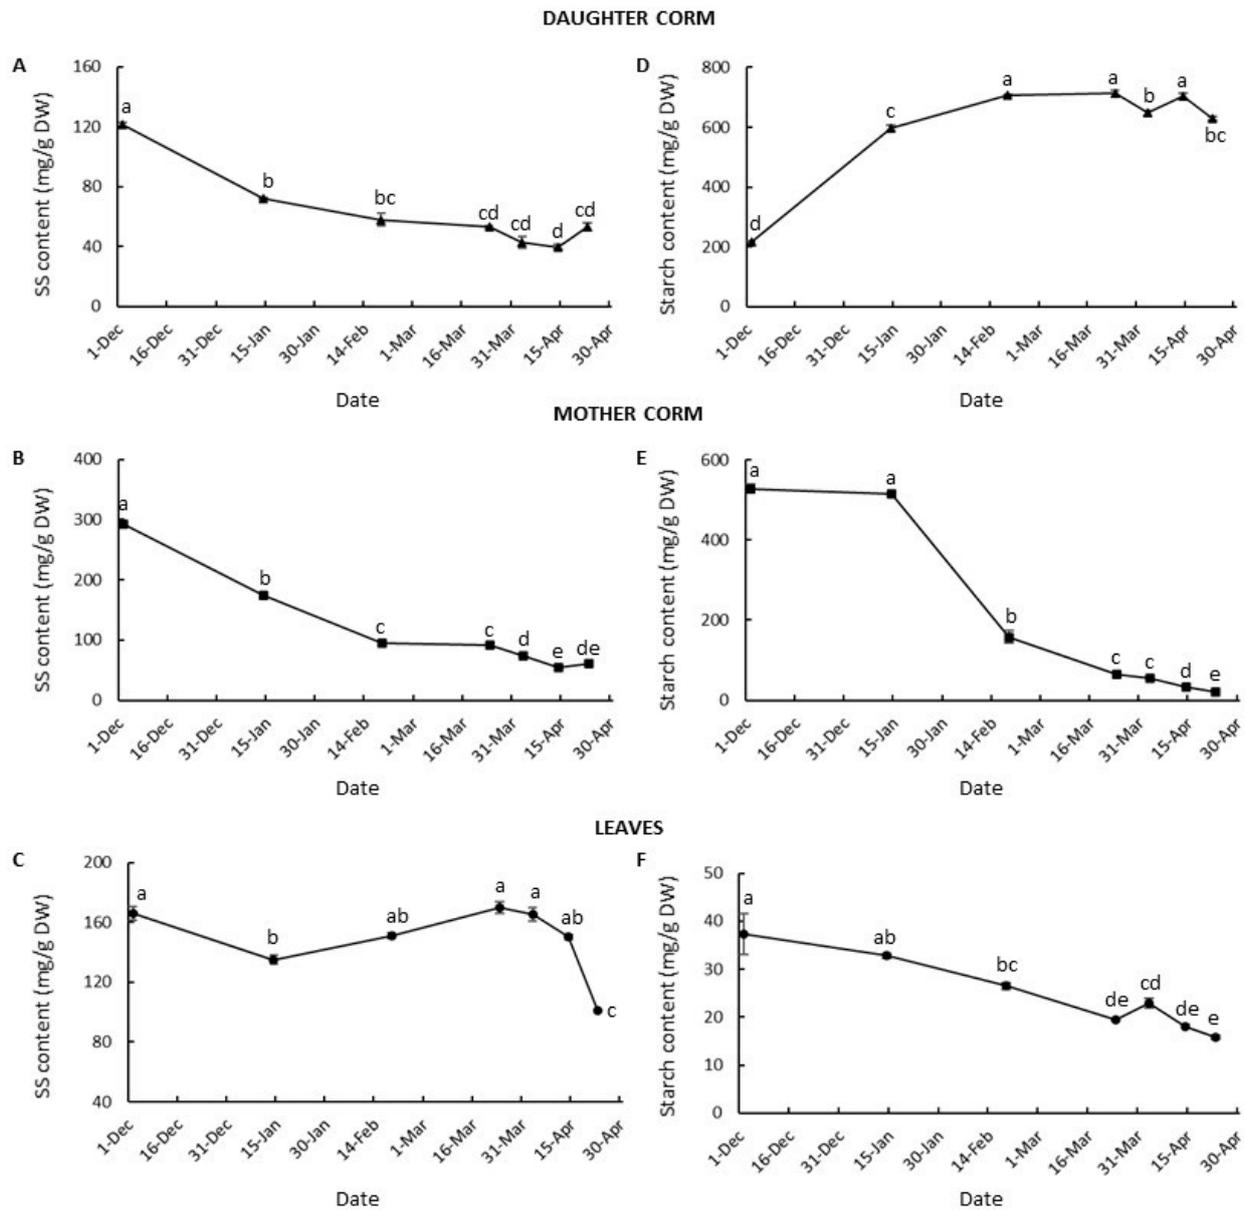 DAUGHTER CORM
A
SS content (mg/g DW)
160
120
80
40
0
a
b
bc
cd
cd
d
cd
1-Dec
16-Dec
31-Dec
15-Jan
30-Jan
14-Feb
1-Mar
16-Mar
31-Mar
15-Apr
30-Apr
Date
D
Starch content (mg/g DW)
800
600
400
200
0
d
c
a
a
b
a
bc
1-Dec
16-Dec
31-Dec
15-Jan
30-Jan
14-Feb
1-Mar
16-Mar
31-Mar
15-Apr
30-Apr
Date
MOTHER CORM
B
SS content (mg/g DW)
400
300
200
100
0
a
b
c
c
d
e
de
1-Dec
16-Dec
31-Dec
15-Jan
30-Jan
14-Feb
1-Mar
16-Mar
31-Mar
15-Apr
30-Apr
Date
E
Starch content (mg/g DW)
600
400
200
0
a
a
b
c
c
d
e
1-Dec
16-Dec
31-Dec
15-Jan
30-Jan
14-Feb
1-Mar
16-Mar
31-Mar
15-Apr
30-Apr
Date
LEAVES
C
SS content (mg/g DW)
200
160
120
80
40
a
b
ab
a
a
ab
c
1-Dec
16-Dec
31-Dec
15-Jan
30-Jan
14-Feb
1-Mar
16-Mar
31-Mar
15-Apr
30-Apr
Date
F
Starch content (mg/g DW)
50
40
30
20
10
0
a
ab
bc
de
cd
de
e
1-Dec
16-Dec
31-Dec
15-Jan
30-Jan
14-Feb
1-Mar
16-Mar
31-Mar
15-Apr
30-Apr
Date